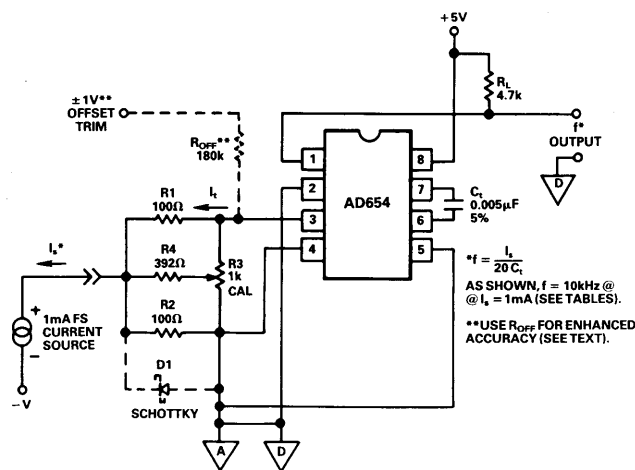 +5V
RL
4.7k
±1V**
OFFSET
TRIM
ROFF**
180k
f*
OUTPUT
D
1
2
3
4
AD654
8
7
6
5
Ct
0.005µF
5%
It
R1
100Ω
R4
392Ω
R3
1k
CAL
R2
100Ω
Is*
+
1mA FS
CURRENT
SOURCE
−
−V
D1
SCHOTTKY
A
D
*f = Is
20 Ct
AS SHOWN, f = 10kHz @
@ Is = 1mA (SEE TABLES).
**USE ROFF FOR ENHANCED
ACCURACY (SEE TEXT).